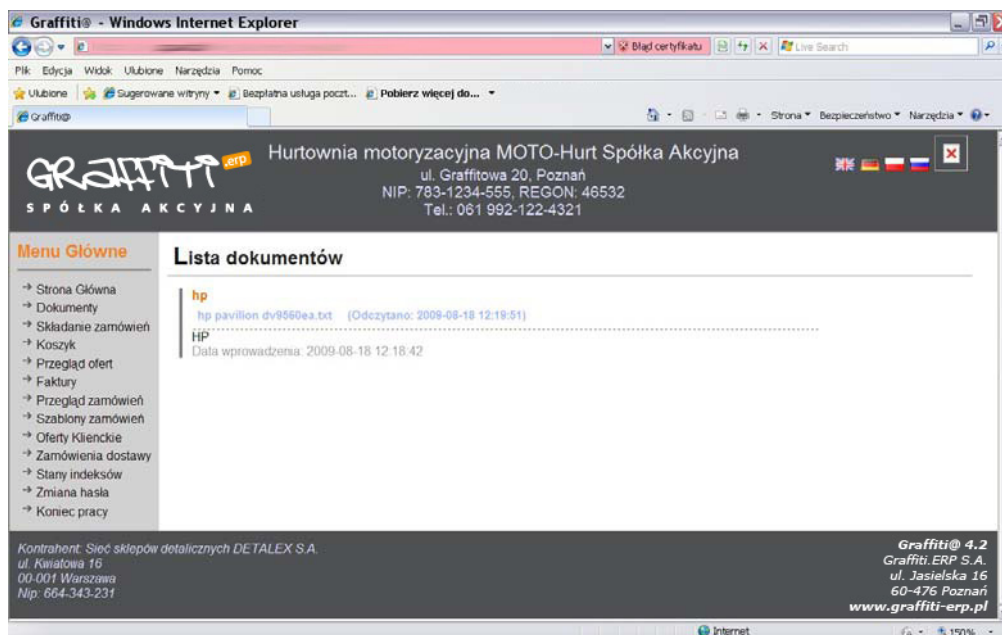 Graffiti@ - Windows Internet Explorer
Błąd certyfikatu
Live Search
Plik Edycja Widok Ulubione Narzędzia Pomoc
Ulubione Sugerowane witryny Bezpłatna usługa poczt... Pobierz więcej do...
Graffiti@
Strona Bezpieczeństwo Narzędzia
GRAFFITI .erp
SPÓŁKA AKCYJNA
Hurtownia motoryzacyjna MOTO-Hurt Spółka Akcyjna
ul. Graffitowa 20, Poznań
NIP: 783-1234-555, REGON: 46532
Tel.: 061 992-122-4321
Menu Główne
Strona Główna
Dokumenty
Składanie zamówień
Koszyk
Przegląd ofert
Faktury
Przegląd zamówień
Szablony zamówień
Oferty Klienckie
Zamówienia dostawy
Stany indeksów
Zmiana hasła
Koniec pracy
Lista dokumentów
hp
hp pavilion dv9560ea.txt (Odczytano: 2009-08-18 12:19:51)
HP
Data wprowadzenia: 2009-08-18 12:18:42
Kontrahent: Sieć sklepów detalicznych DETALEX S.A.
ul. Kwiatowa 16
00-001 Warszawa
Nip: 664-343-231
Graffiti@ 4.2
Graffiti.ERP S.A.
ul. Jasielska 16
60-476 Poznań
www.graffiti-erp.pl
Internet
150%